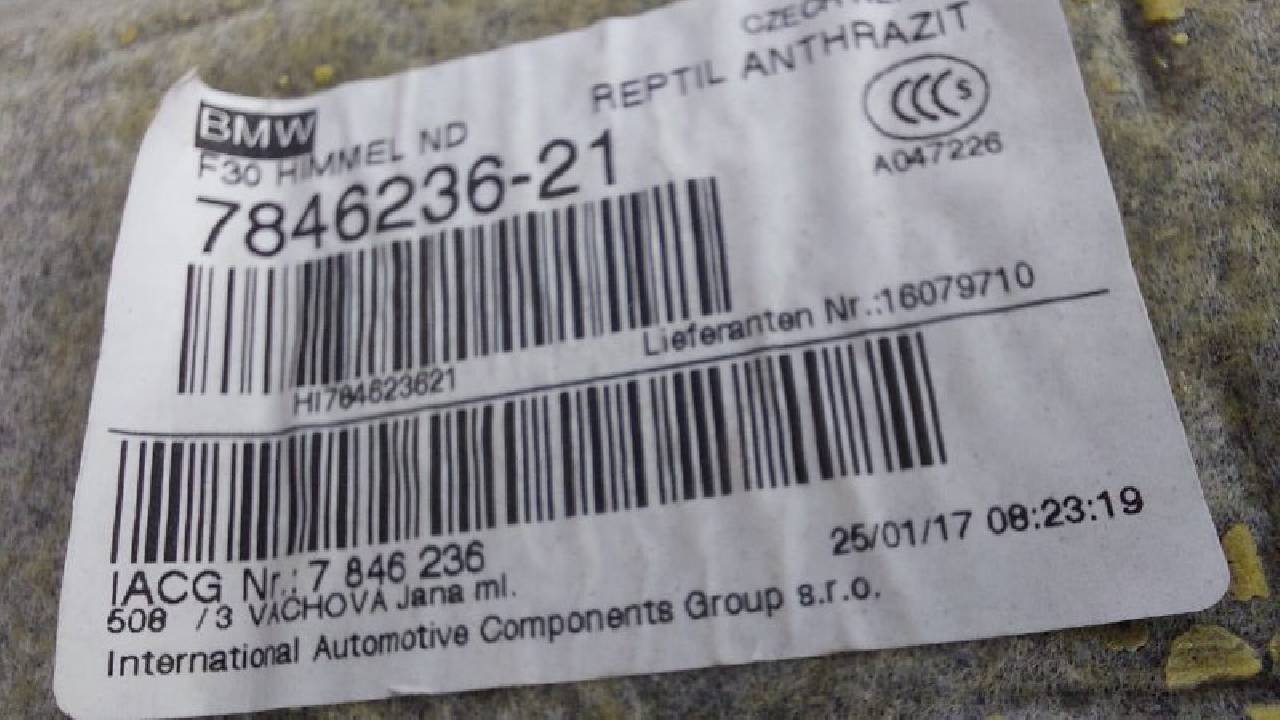 CZECH
REPTIL ANTHRAZIT
BMW
F30 HIMMEL ND
7846236-21
CCC S
A047226
HI784623621
Lieferanten Nr.:16079710
IACG Nr.: 7 846 236
25/01/17 08:23:19
508 /3 VACHOVA Jana ml.
International Automotive Components Group s.r.o.